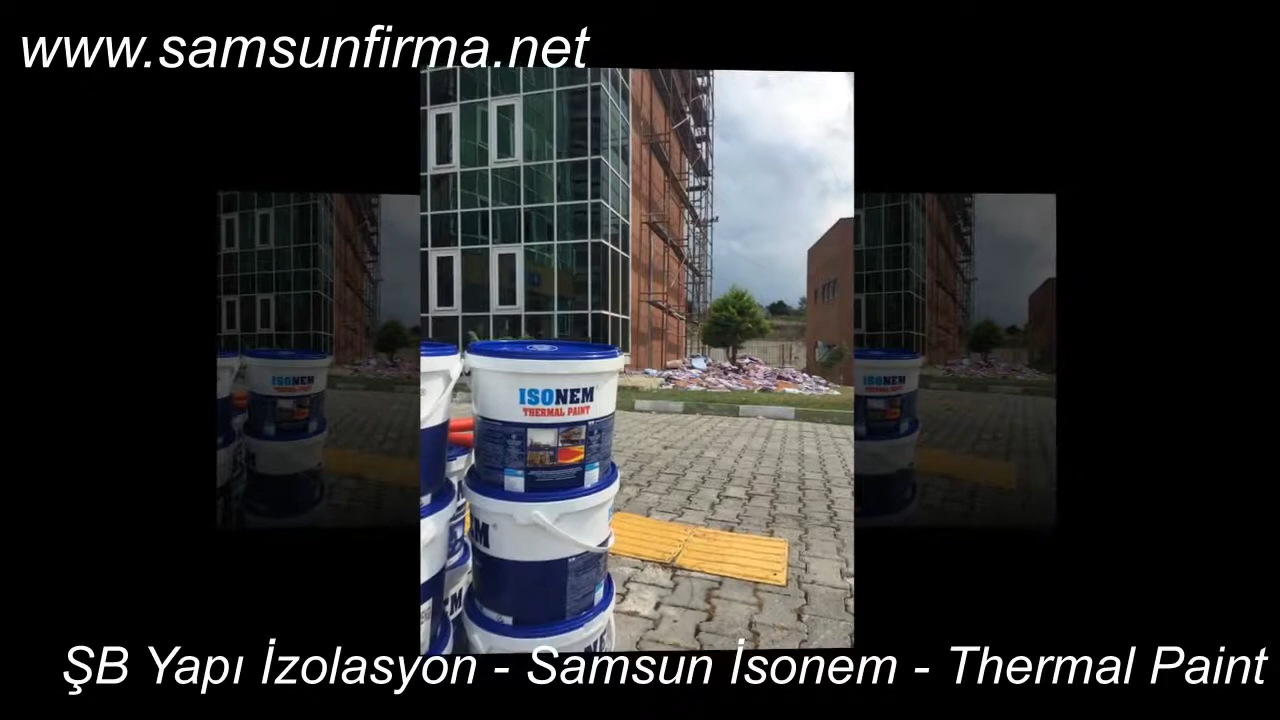 www.samsunfirma.net
ISONEM
THERMAL PAINT
ŞB Yapı İzolasyon - Samsun İsonem - Thermal Paint